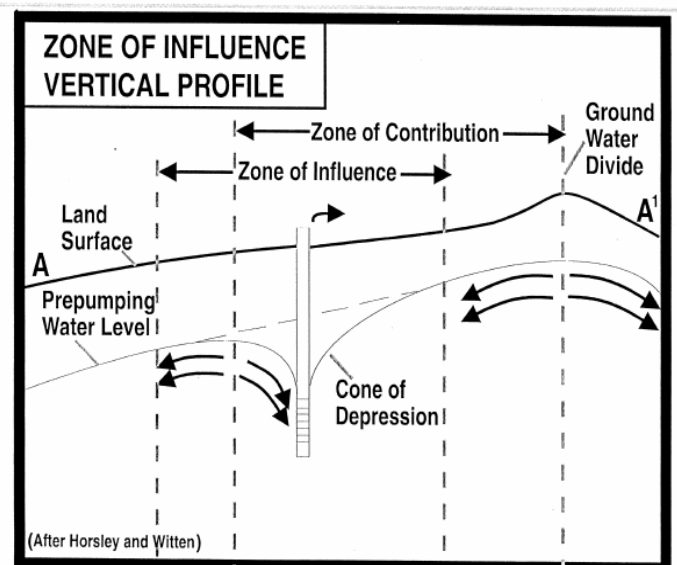 ZONE OF INFLUENCE
VERTICAL PROFILE
Ground
Water
Divide
Zone of Contribution
Zone of Influence
Land
Surface
A
A¹
Prepumping
Water Level
Cone of
Depression
(After Horsley and Witten)